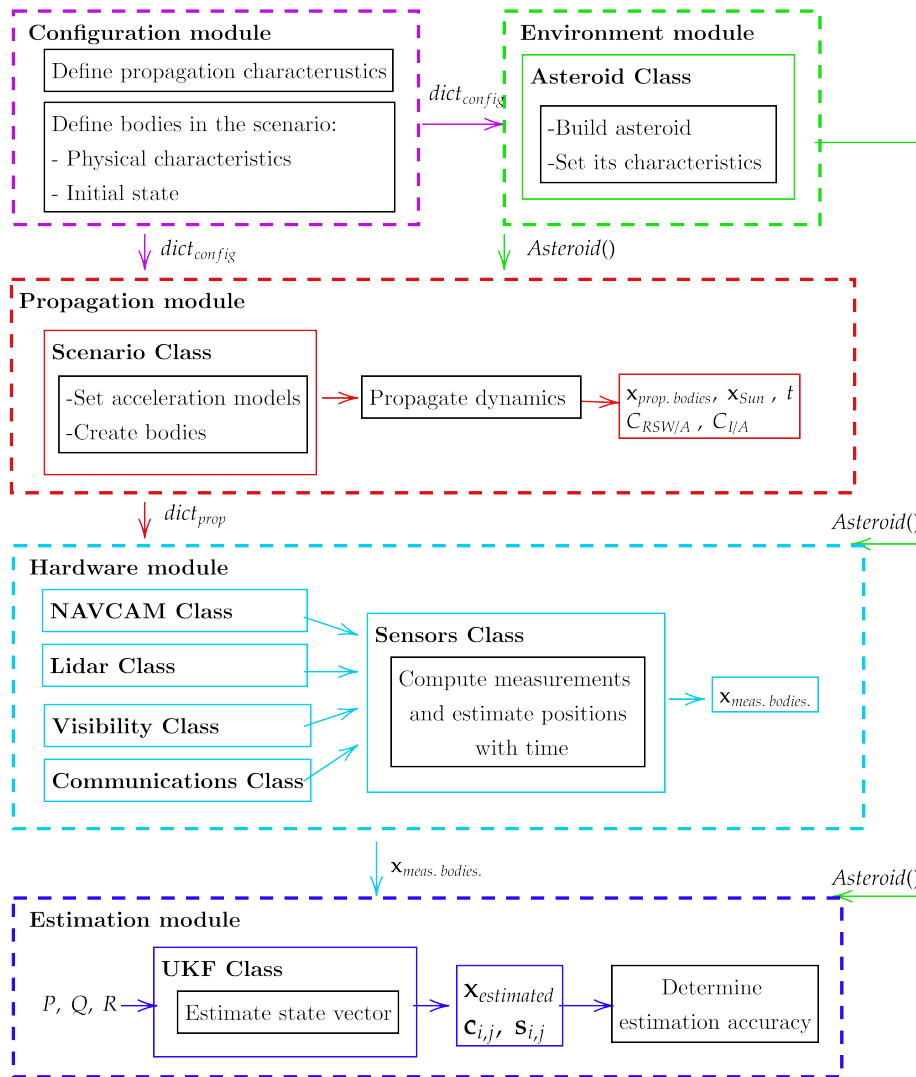 Configuration module
Define propagation characterustics
Define bodies in the scenario:
- Physical characteristics
- Initial state
dict_config
Environment module
Asteroid Class
-Build asteroid
-Set its characteristics
dict_config
Asteroid()
Propagation module
Scenario Class
-Set acceleration models
-Create bodies
Propagate dynamics
x_prop. bodies, x_Sun , t
C_RSW/A , C_I/A
dict_prop
Asteroid()
Hardware module
NAVCAM Class
Lidar Class
Visibility Class
Communications Class
Sensors Class
Compute measurements
and estimate positions
with time
x_meas. bodies.
x_meas. bodies.
Asteroid()
Estimation module
P, Q, R
UKF Class
Estimate state vector
x_estimated
c_i,j, s_i,j
Determine
estimation accuracy